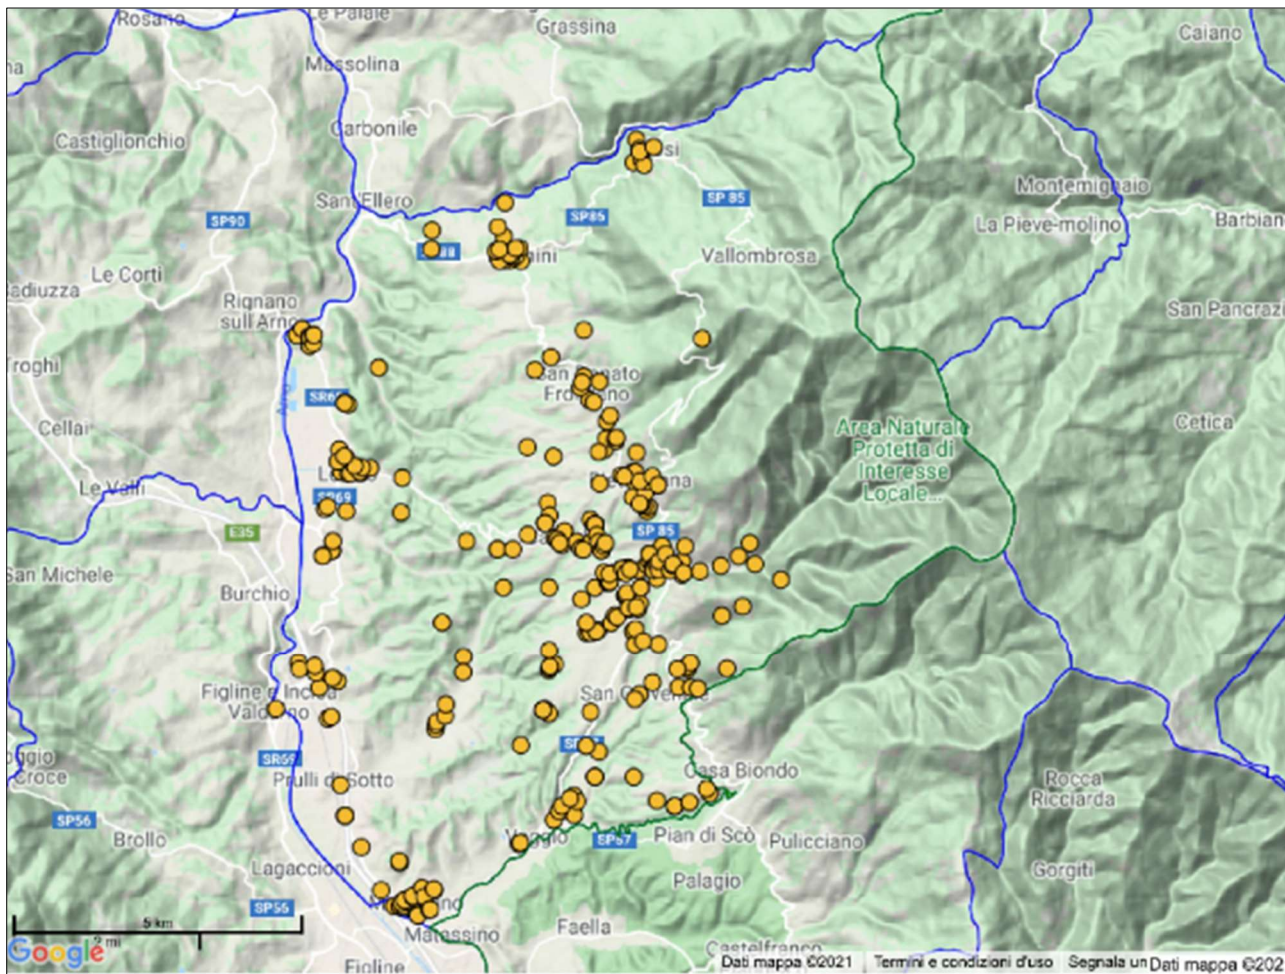 Rosano
Le Palaie
Grassina
Caiano
Massolina
Castiglionchio
Carbonile
Sant'Ellero
SP 85
Montemignaio
SP90
SP86
La Pieve-molino
Barbian
Le Corti
Vallombrosa
Rignano
sull'Arno
San Pancrazi
Troghi
Arno
Cellai
Area Naturale
Protetta di
Interesse
Locale...
Cetica
Le Valli
SR69
E35
SP 85
San Michele
Burchio
Figline e Incisa
Valdarno
SR69
Prulli di Sotto
Casa Biondo
Croce
Rocca
Ricciarda
SP56
Brollo
SP87
Pian di Scò
Pulicciano
Lagaccioni
Gorgiti
Palagio
SP56
5 km
2 mi
Faella
Matassino
Castelfranco
Google
Figline
Dati mappa ©2021
Termini e condizioni d'uso
Segnala un
Dati mappa ©202